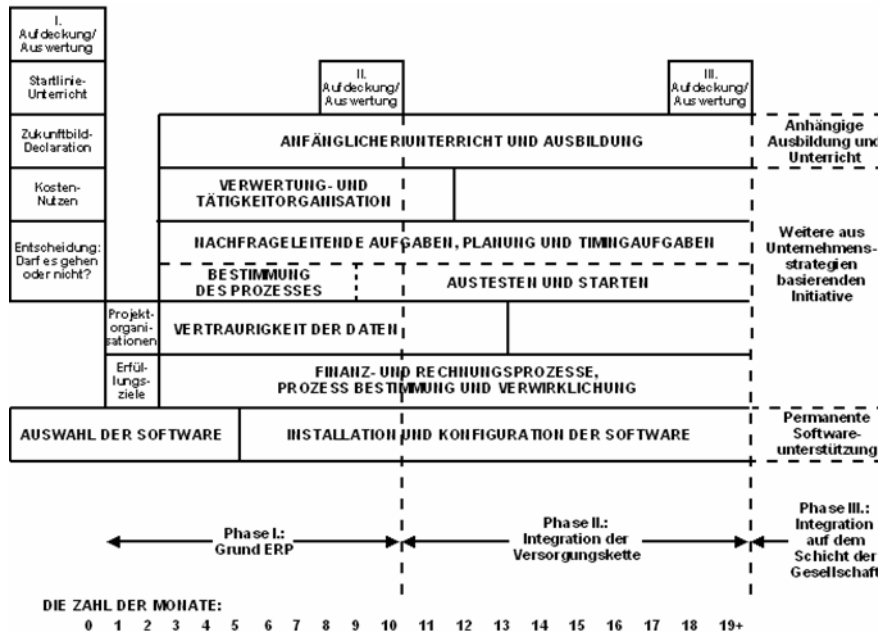 I.
Aufdeckung/
Auswertung
Startlinie-
Unterricht
II.
Aufdeckung/
Auswertung
III.
Aufdeckung/
Auswertung
Zukunftbild-
Declaration
ANFÄNGLICHERIUNTERRICHT UND AUSBILDUNG
Anhängige
Ausbildung und
Unterricht
Kosten-
Nutzen
VERWERTUNG- UND
TÄTIGKEITORGANISATION
Entscheidung:
Darf es gehen
oder nicht?
NACHFRAGELEITENDE AUFGABEN, PLANUNG UND TIMINGAUFGABEN
BESTIMMUNG
DES PROZESSES
AUSTESTEN UND STARTEN
Weitere aus
Unternehmens-
strategien
basierenden
Initiative
Projekt-
organi-
sationen
VERTRAURIGKEIT DER DATEN
Erfül-
lungs-
ziele
FINANZ- UND RECHNUNGSPROZESSE,
PROZESS BESTIMMUNG UND VERWIRKLICHUNG
AUSWAHL DER SOFTWARE
INSTALLATION UND KONFIGURATION DER SOFTWARE
Permanente
Software-
unterstützung
Phase I.:
Grund ERP
Phase II.:
Integration der
Versorgungskette
Phase III.:
Integration
auf dem
Schicht der
Gesellschaft
DIE ZAHL DER MONATE:
0 1 2 3 4 5 6 7 8 9 10 11 12 13 14 15 16 17 18 19+